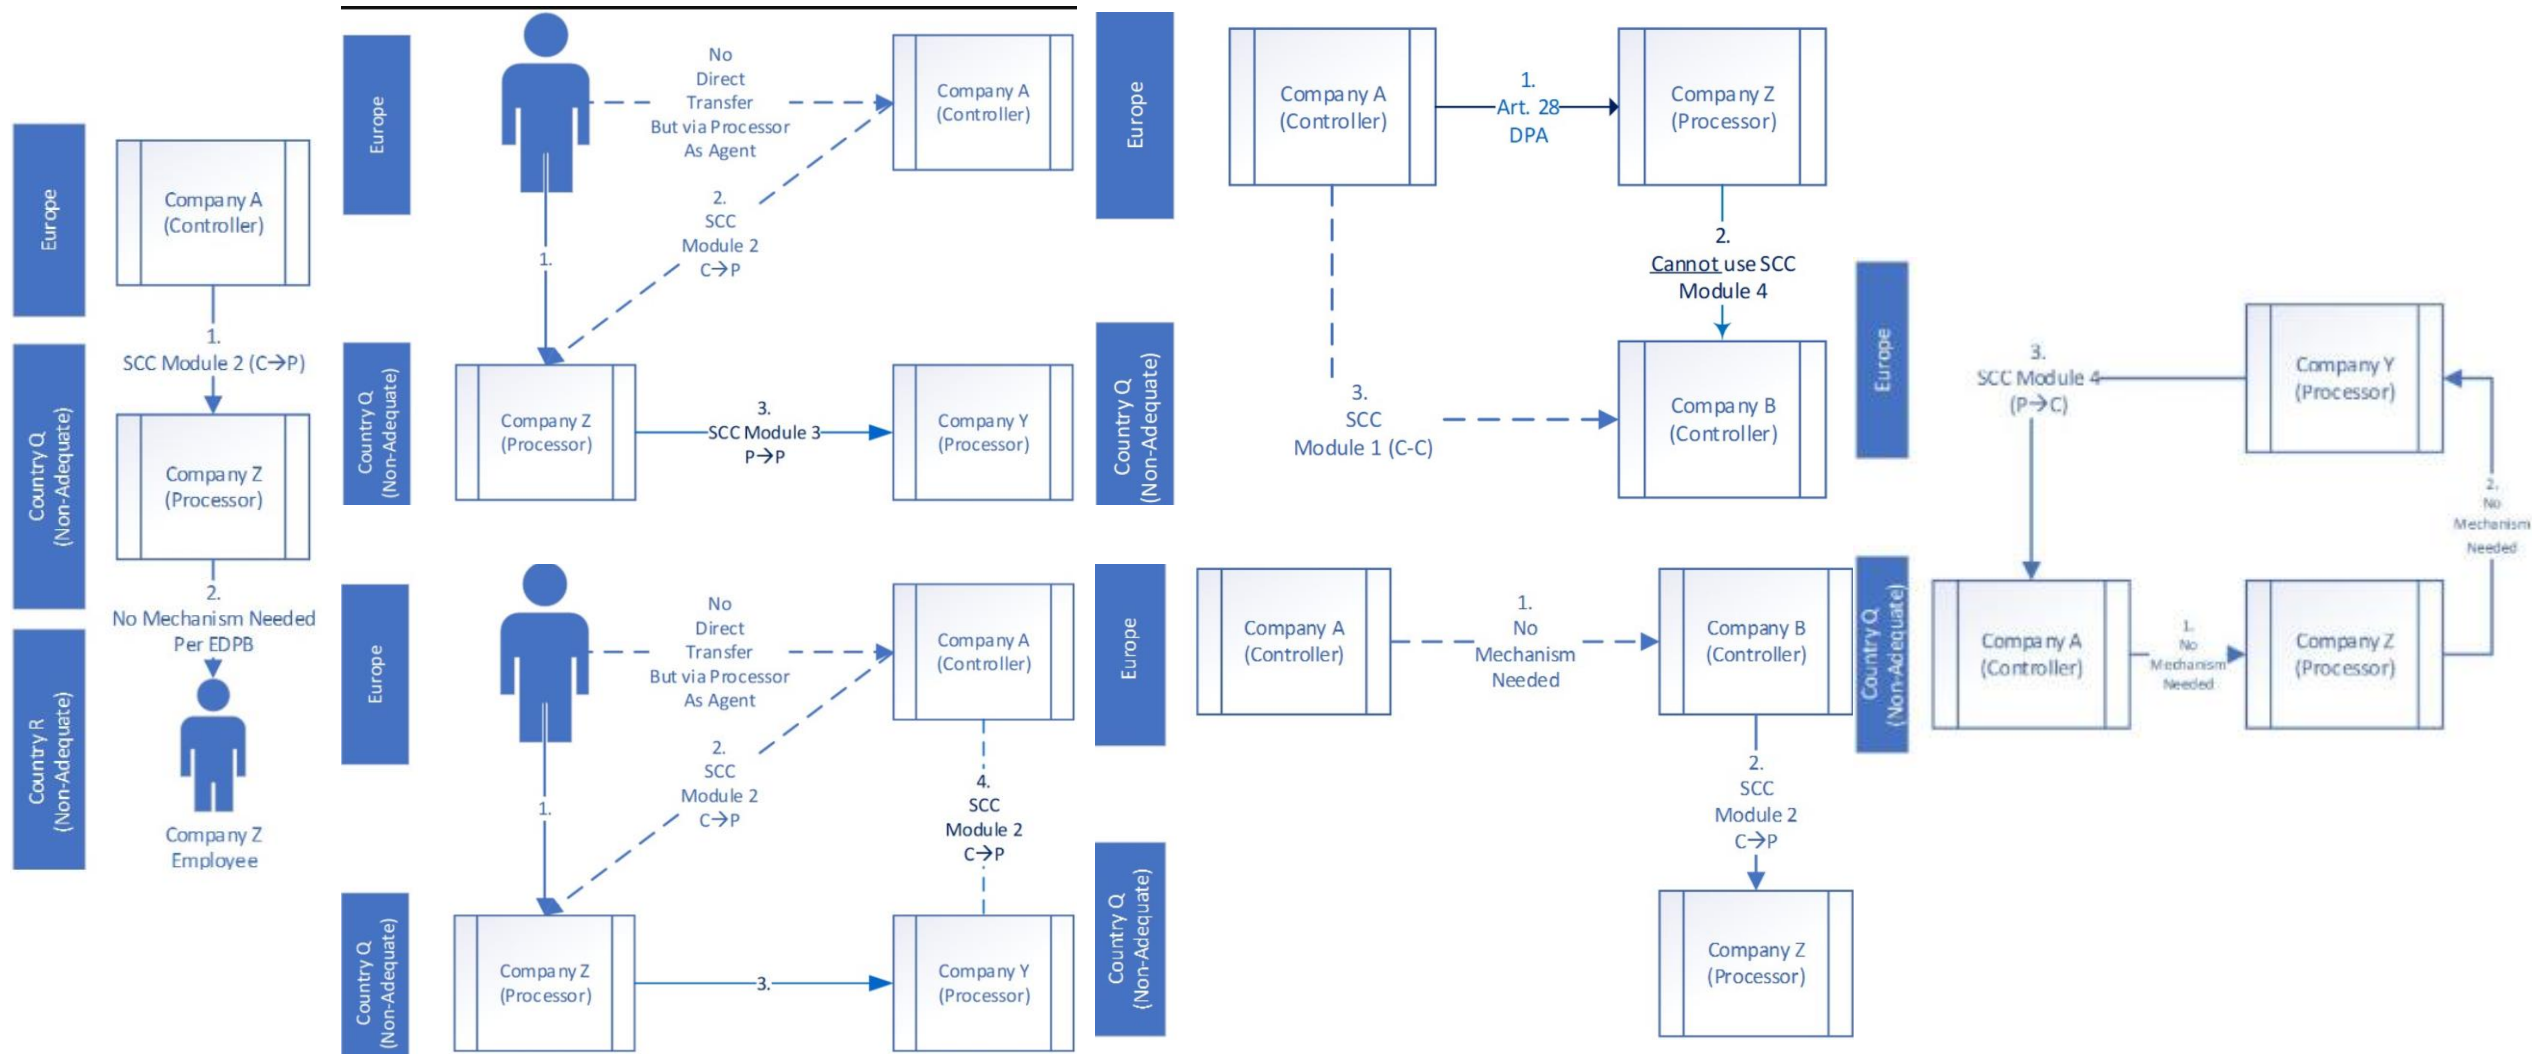 Europe
Company A
(Controller)
1.
SCC Module 2 (C→P)
Country Q
(Non-Adequate)
Company Z
(Processor)
2.
No Mechanism Needed
Per EDPB
Country R
(Non-Adequate)
Company Z
Employee
Europe
No
Direct
Transfer
But via Processor
As Agent
Company A
(Controller)
2.
SCC
Module 2
C→P
1.
Country Q
(Non-Adequate)
Company Z
(Processor)
3.
SCC Module 3
P→P
Company Y
(Processor)
Europe
No
Direct
Transfer
But via Processor
As Agent
Company A
(Controller)
2.
SCC
Module 2
C→P
1.
4.
SCC
Module 2
C→P
Country Q
(Non-Adequate)
Company Z
(Processor)
3.
Company Y
(Processor)
Europe
Company A
(Controller)
1.
Art. 28
DPA
Company Z
(Processor)
2.
Cannot use SCC
Module 4
Country Q
(Non-Adequate)
3.
SCC
Module 1 (C-C)
Company B
(Controller)
Europe
Company A
(Controller)
1.
No
Mechanism
Needed
Company B
(Controller)
2.
SCC
Module 2
C→P
Country Q
(Non-Adequate)
Company Z
(Processor)
Europe
3.
SCC Module 4
(P→C)
Company Y
(Processor)
2.
No
Mechanism
Needed
Country Q
(Non-Adequate)
Company A
(Controller)
1.
No
Mechanism
Needed
Company Z
(Processor)